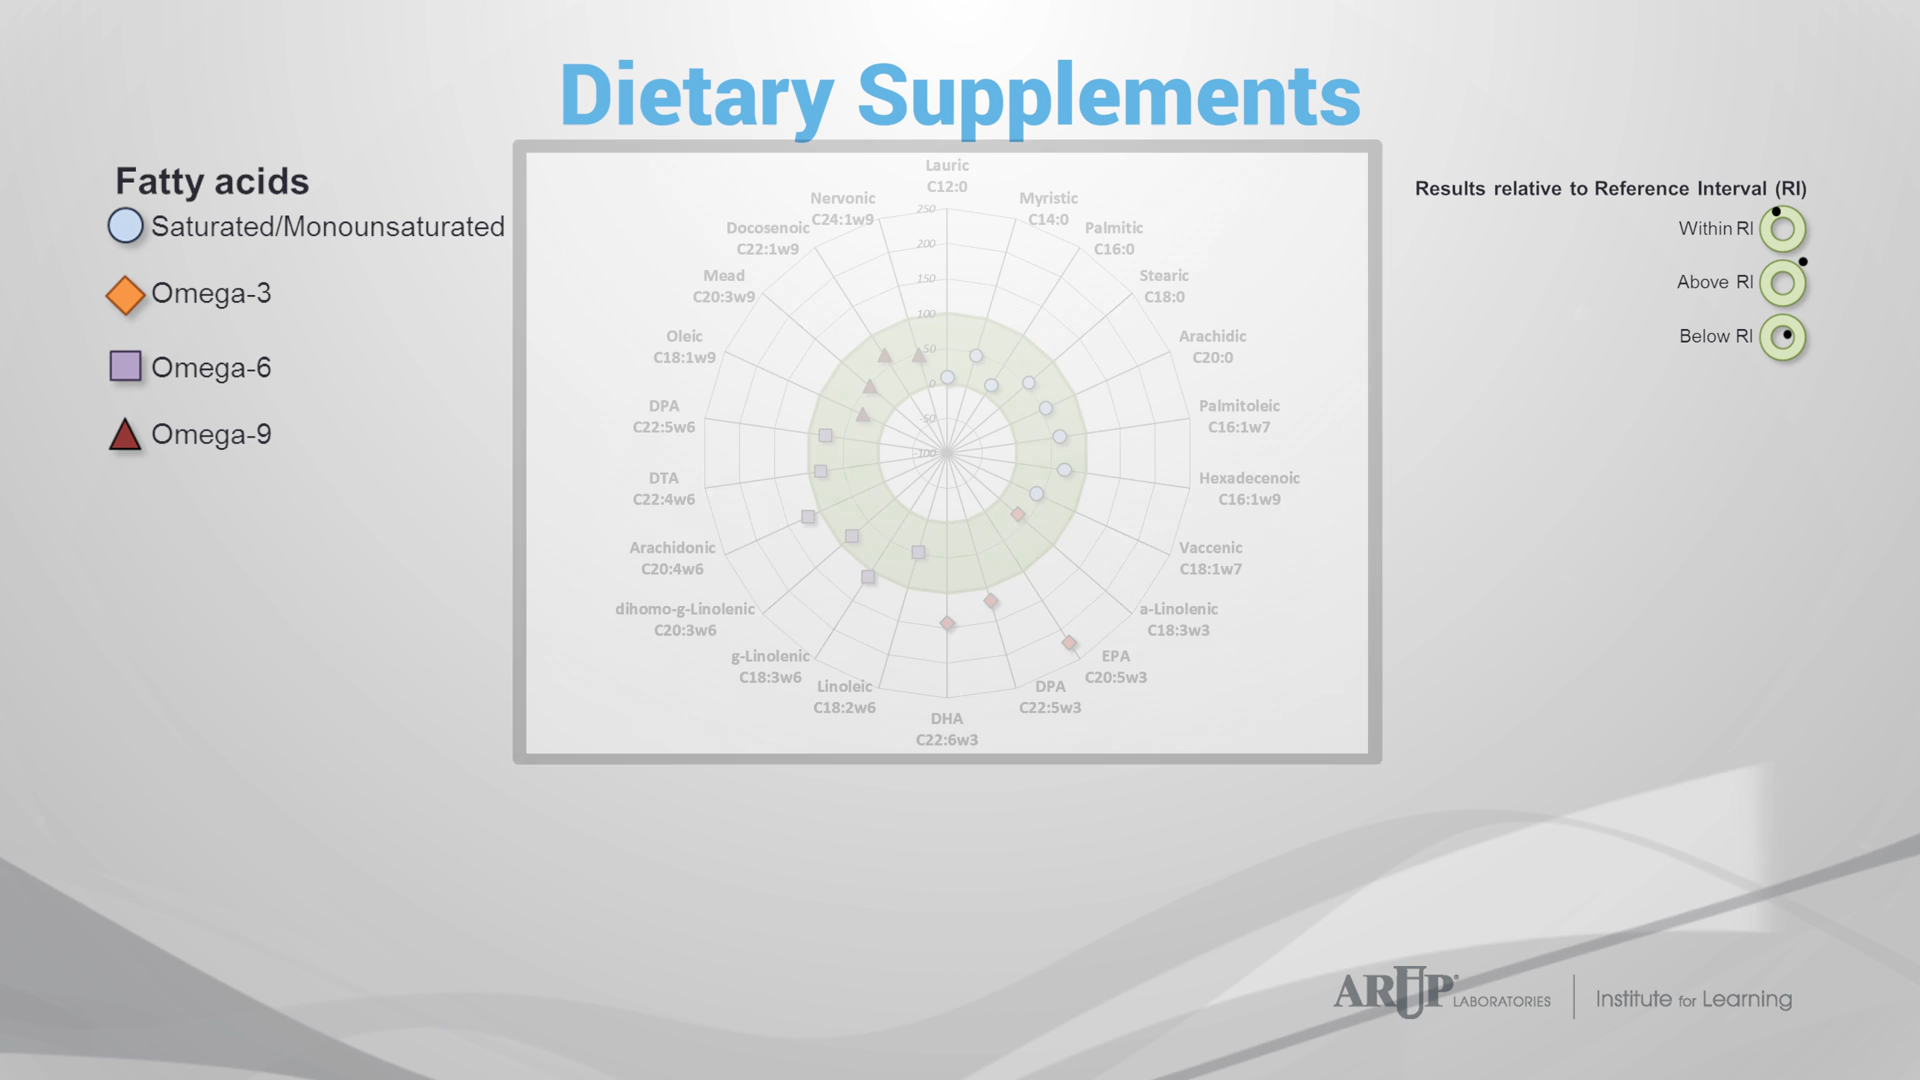 Dietary Supplements
Fatty acids
Saturated/Monounsaturated
Omega-3
Omega-6
Omega-9
Lauric
C12:0
Myristic
C14:0
Palmitic
C16:0
Stearic
C18:0
Arachidic
C20:0
Palmitoleic
C16:1w7
Hexadecenoic
C16:1w9
Vaccenic
C18:1w7
a-Linolenic
C18:3w3
EPA
C20:5w3
DPA
C22:5w3
DHA
C22:6w3
Linoleic
C18:2w6
g-Linolenic
C18:3w6
dihomo-g-Linolenic
C20:3w6
Arachidonic
C20:4w6
DTA
C22:4w6
DPA
C22:5w6
Oleic
C18:1w9
Mead
C20:3w9
Docosenoic
C22:1w9
Nervonic
C24:1w9
250
200
150
100
50
0
-50
-100
Results relative to Reference Interval (RI)
Within RI
Above RI
Below RI
ARUP® LABORATORIES | Institute for Learning